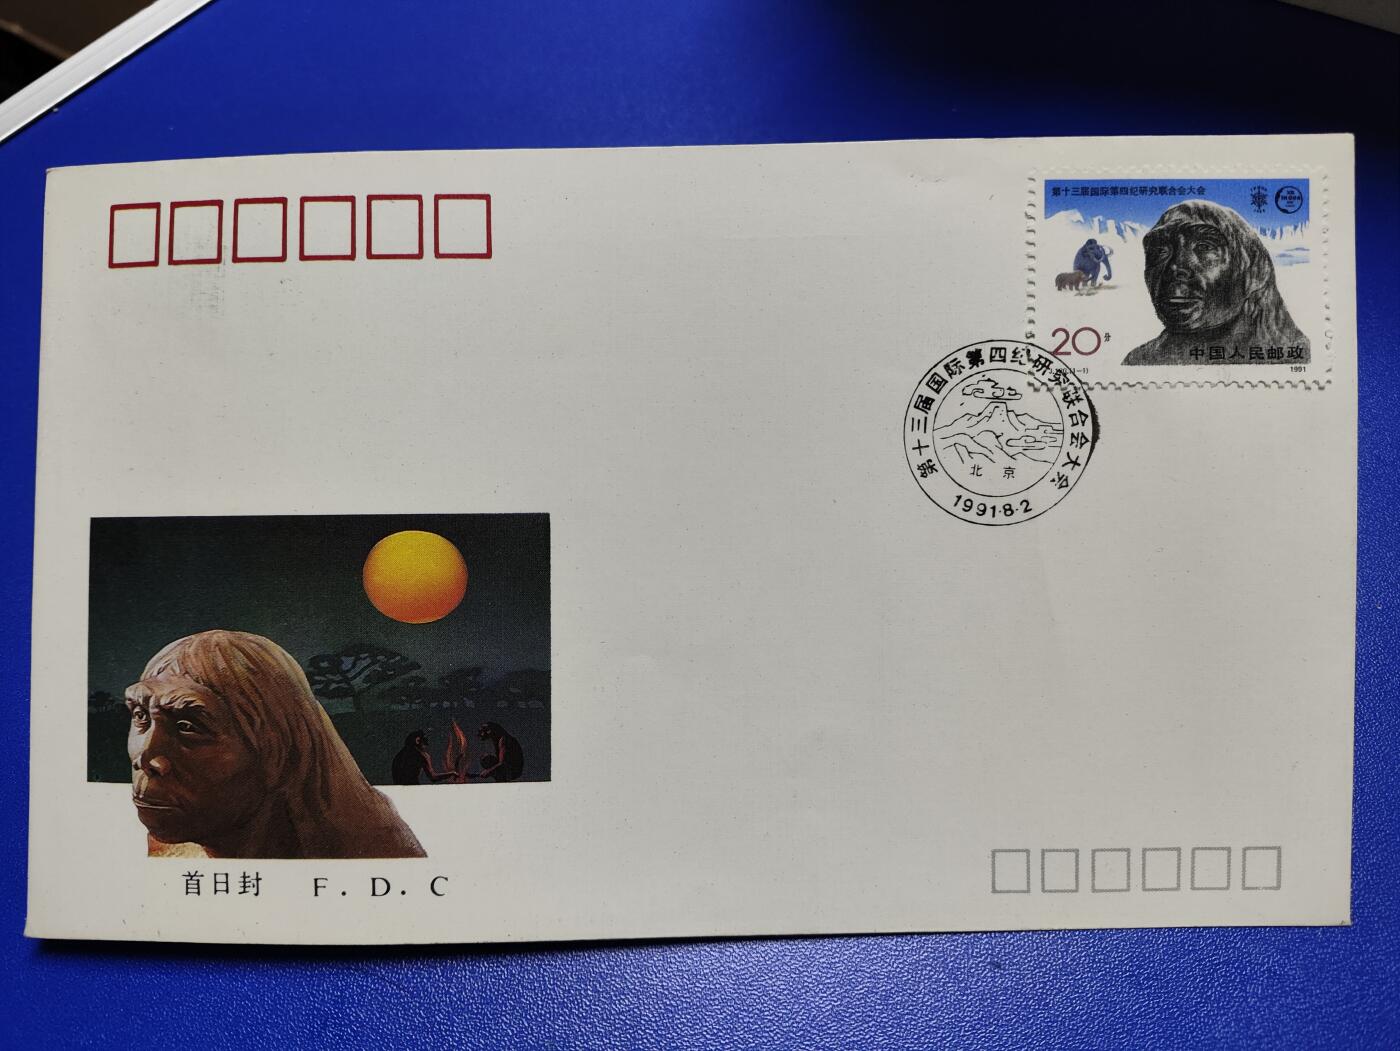 第十三届国际第四纪研究联合会大会
20分
中国人民邮政
1991
第十三届国际第四纪研究联合会大会
北京
1991·8·2
首日封 F.D.C